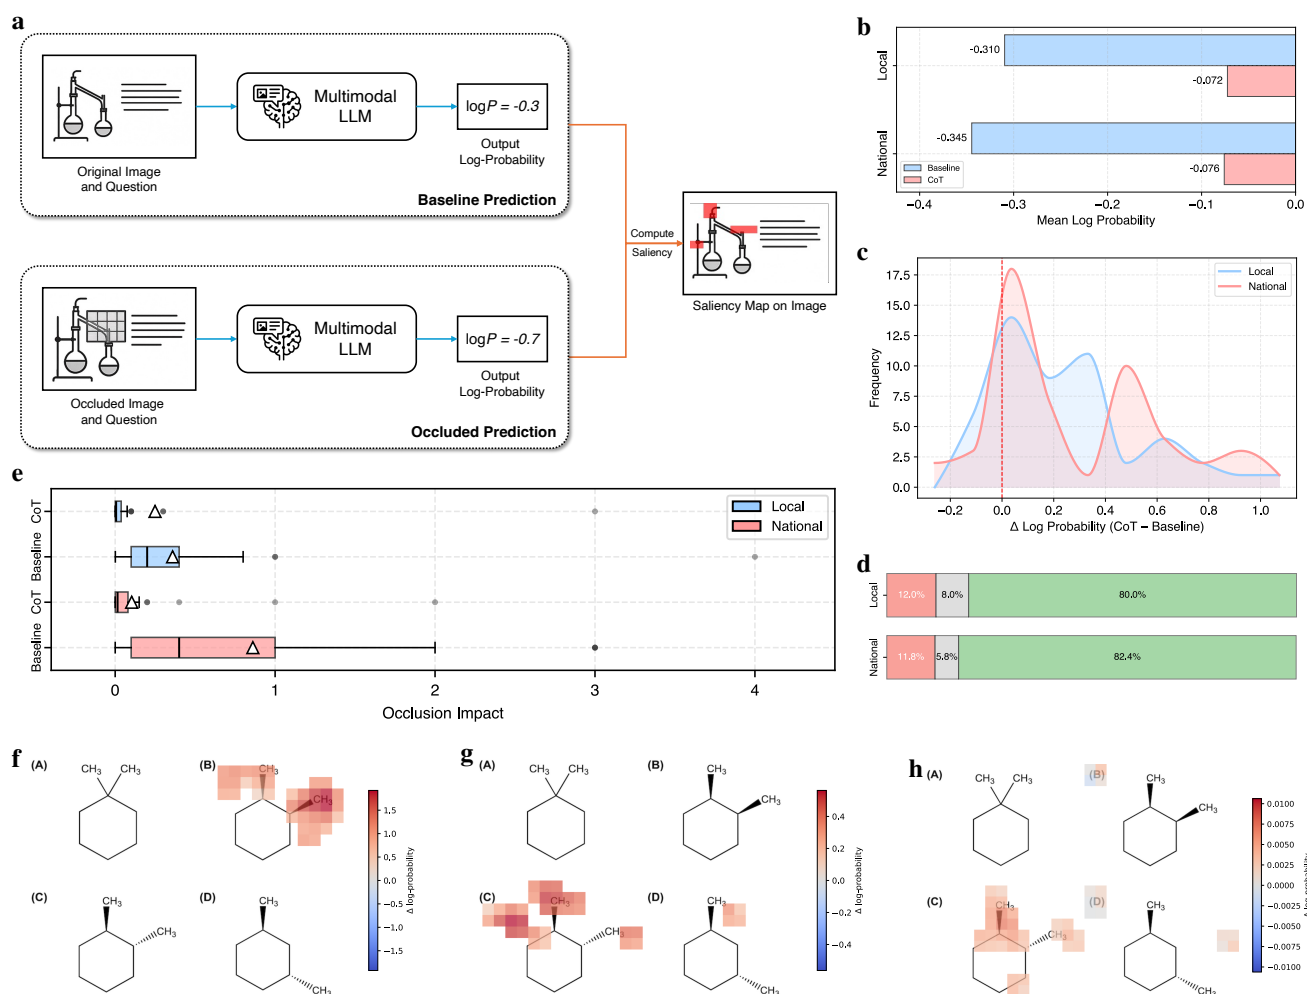 a
Original Image
and Question
Multimodal
LLM
logP = -0.3
Output
Log-Probability
Baseline Prediction
Occluded Image
and Question
Multimodal
LLM
logP = -0.7
Output
Log-Probability
Occluded Prediction
Compute
Saliency
Saliency Map on Image
b
Local
National
-0.310
-0.072
-0.345
-0.076
Baseline
CoT
−0.4 −0.3 −0.2 −0.1 0.0
Mean Log Probability
c
Frequency
17.5
15.0
12.5
10.0
7.5
5.0
2.5
0.0
Local
National
−0.2 0.0 0.2 0.4 0.6 0.8 1.0
Δ Log Probability (CoT − Baseline)
d
Local
12.0% 8.0% 80.0%
National
11.8% 5.8% 82.4%
e
CoT
Baseline
CoT
Baseline
Local
National
0 1 2 3 4
Occlusion Impact
f
(A)
CH3 CH3
(B)
CH3
CH3
(C)
CH3
CH3
(D)
CH3
CH3
1.5
1.0
0.5
0.0
−0.5
−1.0
−1.5
Δ log-probability
g
(A)
CH3 CH3
(B)
CH3
CH3
(C)
CH3
CH3
(D)
CH3
CH3
0.4
0.2
0.0
−0.2
−0.4
Δ log-probability
h
(A)
CH3 CH3
(B)
CH3
CH3
(C)
CH3
CH3
(D)
CH3
CH3
0.0100
0.0075
0.0050
0.0025
0.0000
−0.0025
−0.0050
−0.0075
−0.0100
Δ log-probability